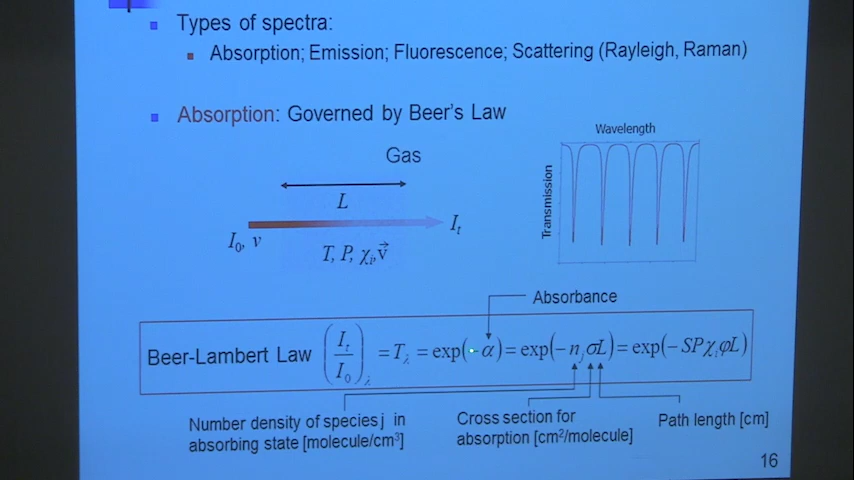 Types of spectra:
Absorption; Emission; Fluorescence; Scattering (Rayleigh, Raman)
Absorption: Governed by Beer's Law
Wavelength
Transmission
Gas
L
I₀, ν
Iₜ
T, P, χᵢ, v⃗
Absorbance
Beer-Lambert Law (Iₜ/I₀)λ = Tλ = exp(-α) = exp(-nⱼσL) = exp(-SPχᵢφL)
Number density of species j in
absorbing state [molecule/cm³]
Cross section for
absorption [cm²/molecule]
Path length [cm]
16